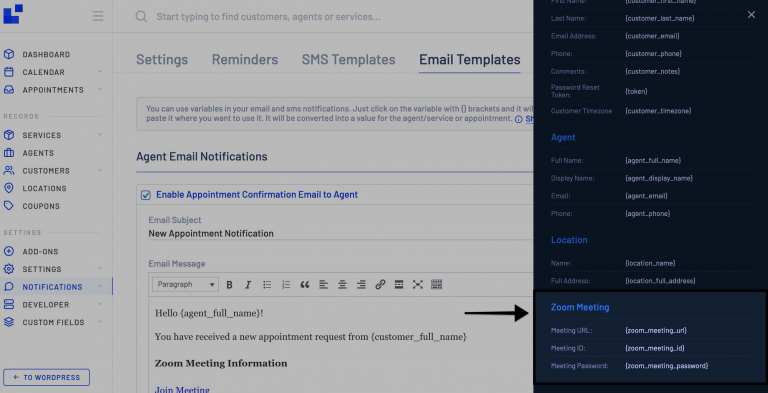 Start typing to find customers, agents or services...
DASHBOARD
CALENDAR
APPOINTMENTS
RECORDS
SERVICES
AGENTS
CUSTOMERS
LOCATIONS
COUPONS
SETTINGS
ADD-ONS
SETTINGS
NOTIFICATIONS
DEVELOPER
CUSTOM FIELDS
← TO WORDPRESS
Settings Reminders SMS Templates Email Templates
You can use variables in your email and sms notifications. Just click on the variable with {} brackets and it wil
paste it where you want to use it. It will be converted into a value for the agent/service or appointment. Sh
Agent Email Notifications
Enable Appointment Confirmation Email to Agent
Email Subject
New Appointment Notification
Email Message
Paragraph
Hello {agent_full_name}!
You have received a new appointment request from {customer_full_name}
Zoom Meeting Information
Join Meeting
First Name: {customer_first_name}
Last Name: {customer_last_name}
Email Address: {customer_email}
Phone: {customer_phone}
Comments: {customer_notes}
Password Reset Token: {token}
Customer Timezone {customer_timezone}
Agent
Full Name: {agent_full_name}
Display Name: {agent_display_name}
Email: {agent_email}
Phone: {agent_phone}
Location
Name: {location_name}
Full Address: {location_full_address}
Zoom Meeting
Meeting URL: {zoom_meeting_url}
Meeting ID: {zoom_meeting_id}
Meeting Password: {zoom_meeting_password}